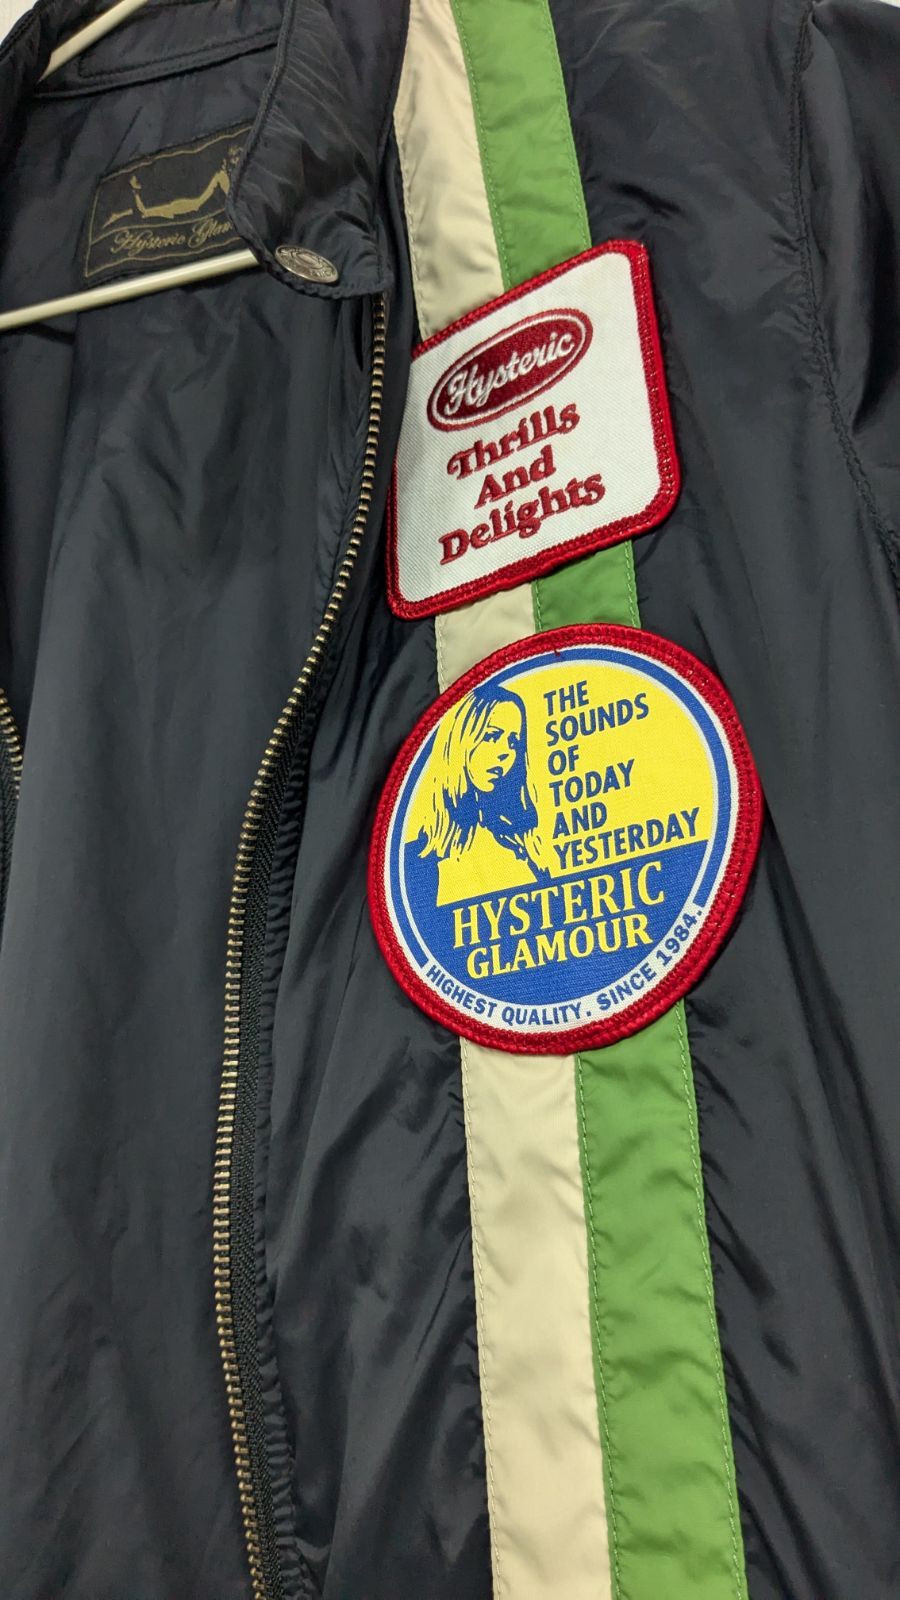 Hysteric
Hysteric
Thrills
And
Delights
THE
SOUNDS
OF
TODAY
AND
YESTERDAY
HYSTERIC
GLAMOUR
HIGHEST QUALITY. SINCE 1984.